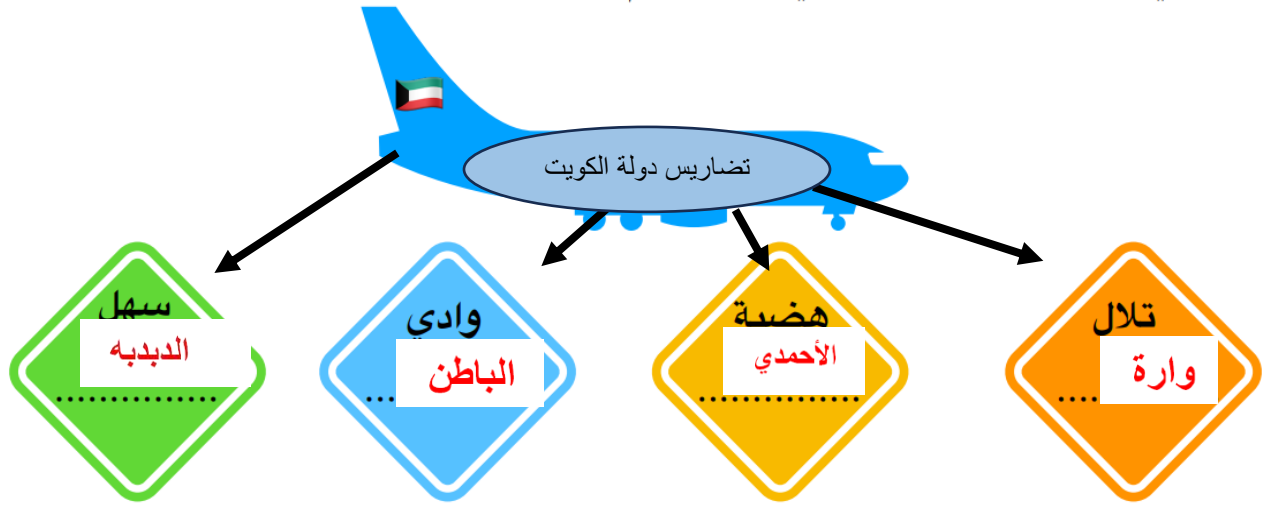 تضاريس دولة الكويت
تلال
وارة
....
هضبة
الأحمدي
...............
وادي
الباطن
...
سهل
الدبدبه
...............